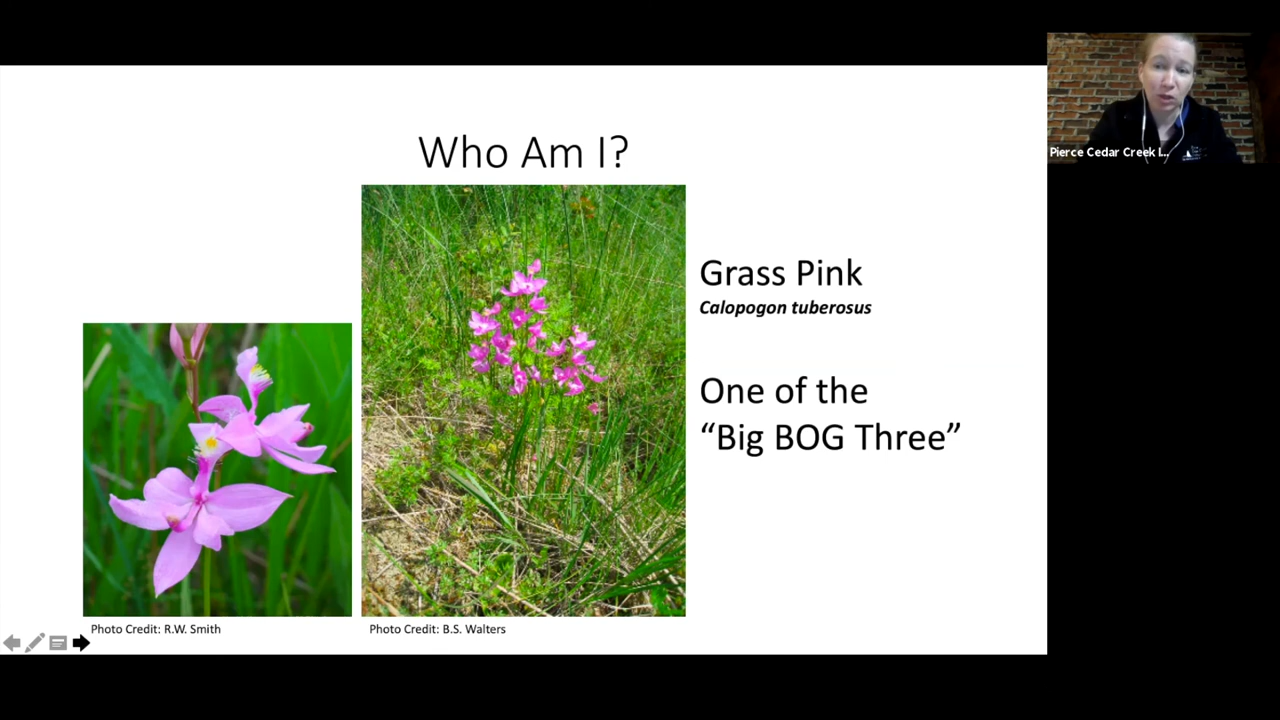 Who Am I?
Grass Pink
Calopogon tuberosus
One of the
“Big BOG Three”
Photo Credit: R.W. Smith
Photo Credit: B.S. Walters
Pierce Cedar Creek I...